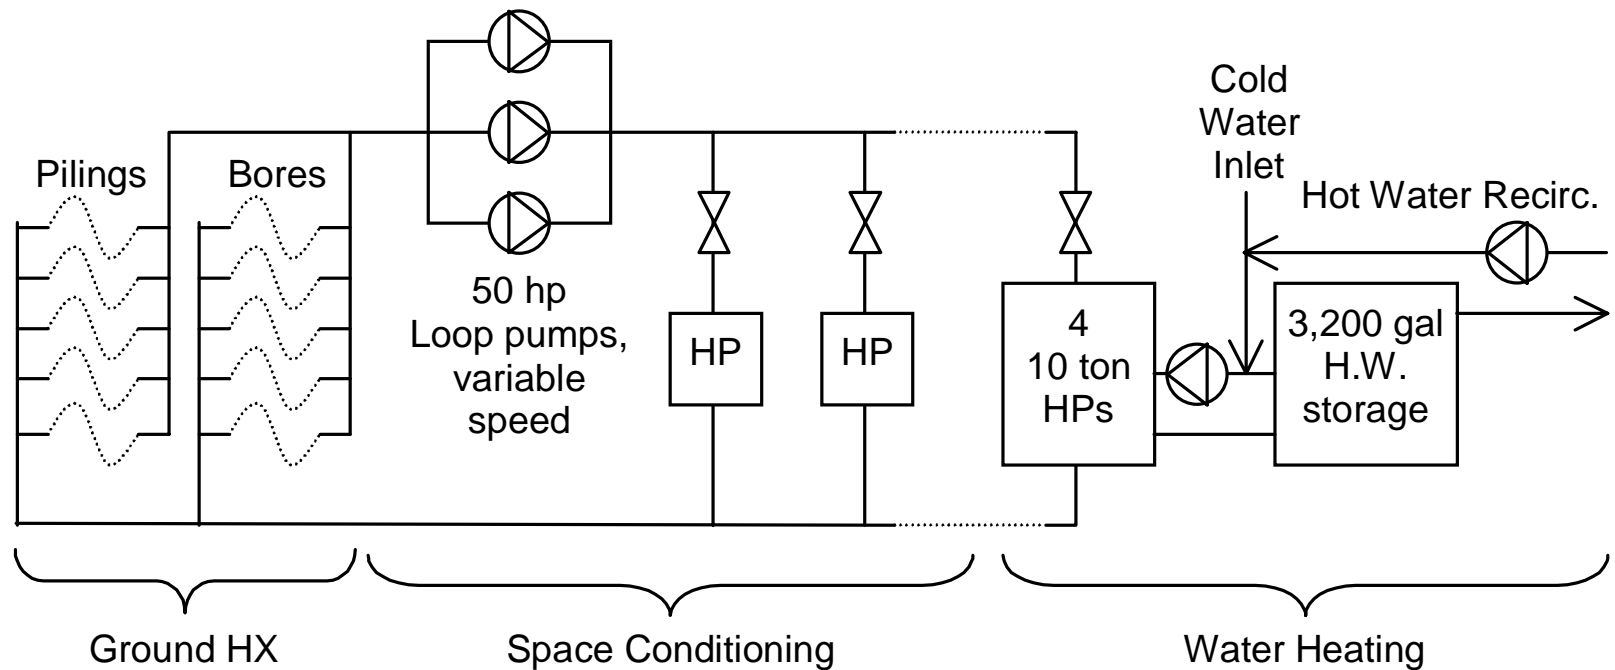 Pilings
Bores
50 hp
Loop pumps,
variable
speed
HP
HP
Cold
Water
Inlet
Hot Water Recirc.
4
10 ton
HPs
3,200 gal
H.W.
storage
Ground HX
Space Conditioning
Water Heating